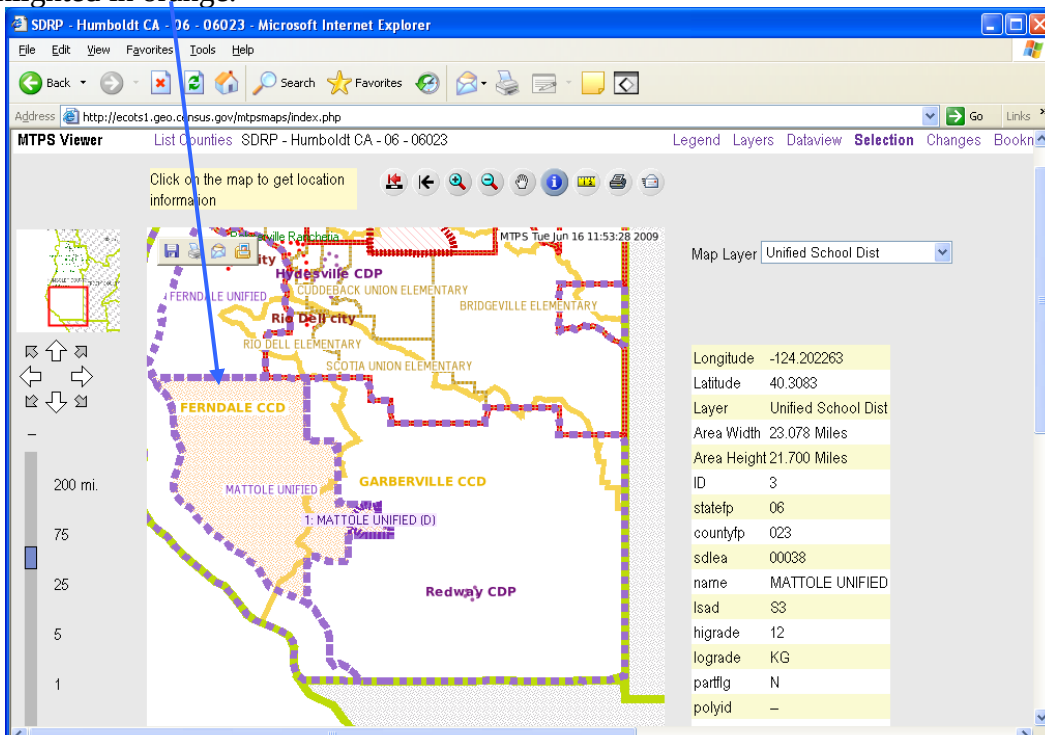 SDRP - Humboldt CA - 06 - 06023 - Microsoft Internet Explorer
File Edit View Favorites Tools Help
Back Search Favorites
Address http://ecots1.geo.census.gov/mtpsmaps/index.php Go Links
MTPS Viewer List Counties SDRP - Humboldt CA - 06 - 06023 Legend Layers Dataview Selection Changes Bookn
Click on the map to get location
information
MTPS Tue Jun 16 11:53:28 2009
Map Layer Unified School Dist
ville Rancheria
ity
Hydesville CDP
FERNDALE UNIFIED
CUDDEBACK UNION ELEMENTARY
BRIDGEVILLE ELEMENTARY
Rio Dell city
RIO DELL ELEMENTARY
SCOTIA UNION ELEMENTARY
FERNDALE CCD
GARBERVILLE CCD
MATTOLE UNIFIED
1: MATTOLE UNIFIED (D)
Redway CDP
200 mi.
75
25
5
1
Longitude -124.202263
Latitude 40.3083
Layer Unified School Dist
Area Width 23.078 Miles
Area Height 21.700 Miles
ID 3
statefp 06
countyfp 023
sdlea 00038
name MATTOLE UNIFIED
lsad S3
higrade 12
lograde KG
partflg N
polyid –